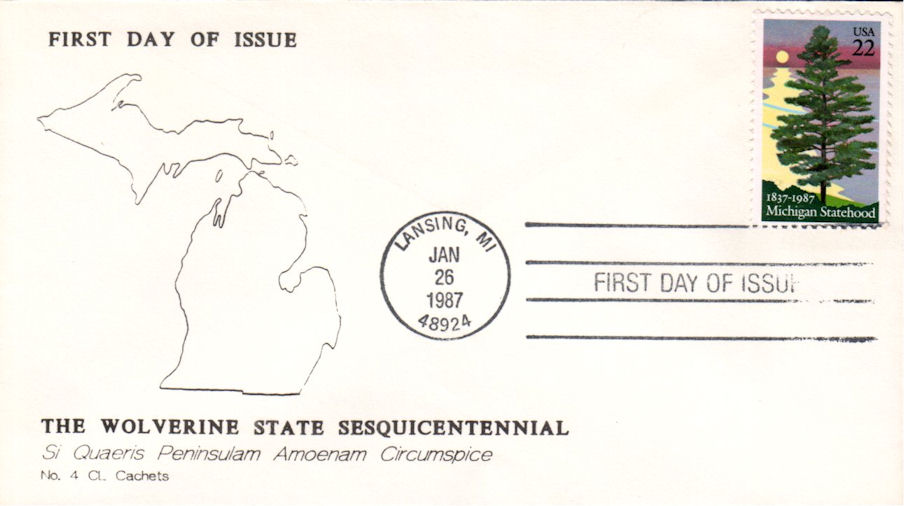 FIRST DAY OF ISSUE
USA
22
1837-1987
Michigan Statehood
LANSING, MI
JAN
26
1987
48924
FIRST DAY OF ISSU
THE WOLVERINE STATE SESQUICENTENNIAL
Si Quaeris Peninsulam Amoenam Circumspice
No. 4 CL. Cachets